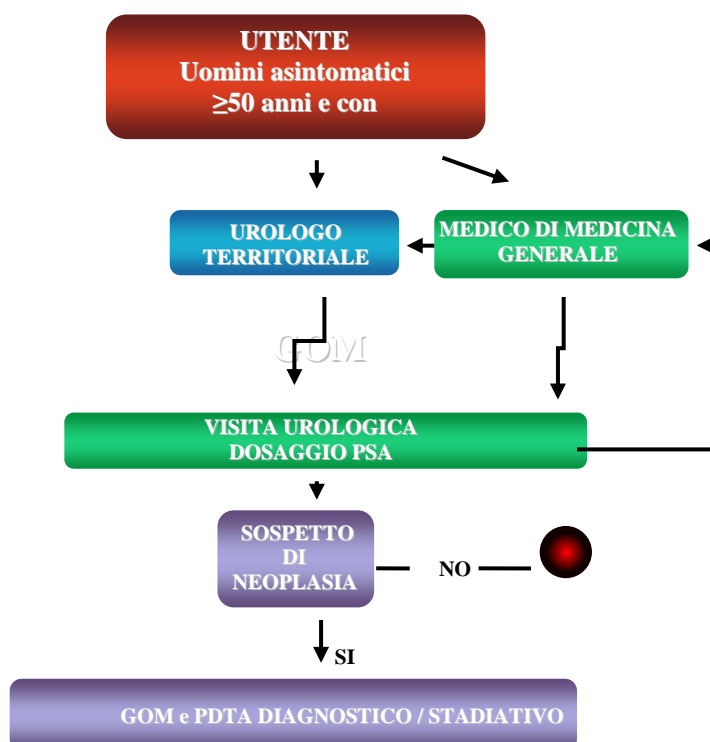 UTENTE
Uomini asintomatici
≥50 anni e con
UROLOGO
TERRITORIALE
MEDICO DI MEDICINA
GENERALE
GOM
VISITA UROLOGICA
DOSAGGIO PSA
SOSPETTO
DI
NEOPLASIA
NO
SI
GOM e PDTA DIAGNOSTICO / STADIATIVO